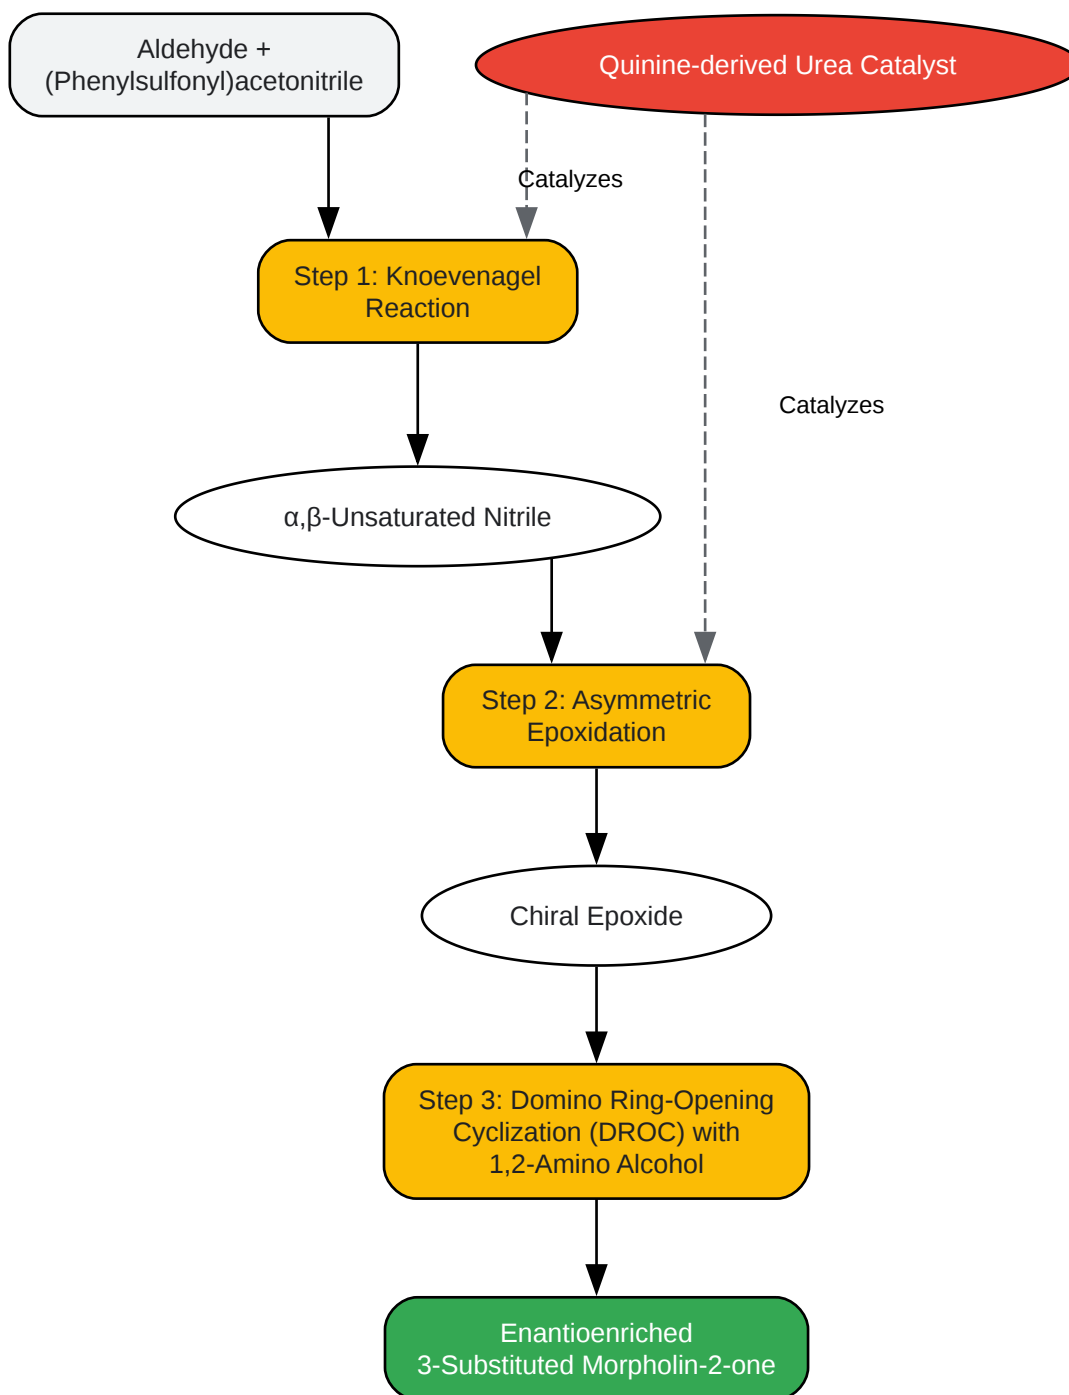 Aldehyde +
(Phenylsulfonyl)acetonitrile
Quinine-derived Urea Catalyst
Catalyzes
Step 1: Knoevenagel
Reaction
Catalyzes
α,β-Unsaturated Nitrile
Step 2: Asymmetric
Epoxidation
Chiral Epoxide
Step 3: Domino Ring-Opening
Cyclization (DROC) with
1,2-Amino Alcohol
Enantioenriched
3-Substituted Morpholin-2-one